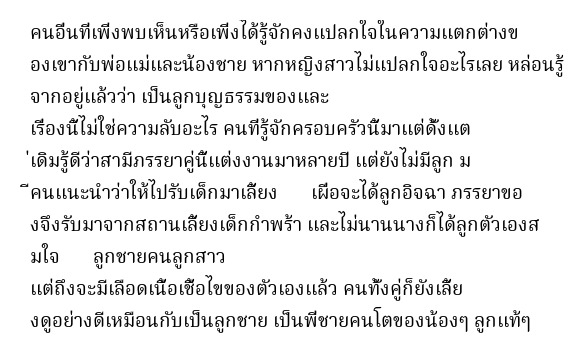 คนอื่นที่เพิ่งพบเห็นหรือเพิ่งได้รู้จักคงแปลกใจในความแตกต่างข
องเขากับพ่อแม่และน้องชาย หากหญิงสาวไม่แปลกใจอะไรเลย หล่อนรู้
จากอยู่แล้วว่า เป็นลูกบุญธรรมของและ
เรื่องนี้ไม่ใช่ความลับอะไร คนที่รู้จักครอบครัวนี้มาแต่ดั้งแต
่เดิมรู้ดีว่าสามีภรรยาคู่นี้แต่งงานมาหลายปี แต่ยังไม่มีลูก ม
ีคนแนะนำว่าให้ไปรับเด็กมาเลี้ยง เผื่อจะได้ลูกอิจฉา ภรรยาขอ
งจึงรับมาจากสถานเลี้ยงเด็กกำพร้า และไม่นานนางก็ได้ลูกตัวเองส
มใจ ลูกชายคนลูกสาว
แต่ถึงจะมีเลือดเนื้อเชื้อไขของตัวเองแล้ว คนทั้งคู่ก็ยังเลี้ย
งดูอย่างดีเหมือนกับเป็นลูกชาย เป็นพี่ชายคนโตของน้องๆ ลูกแท้ๆ